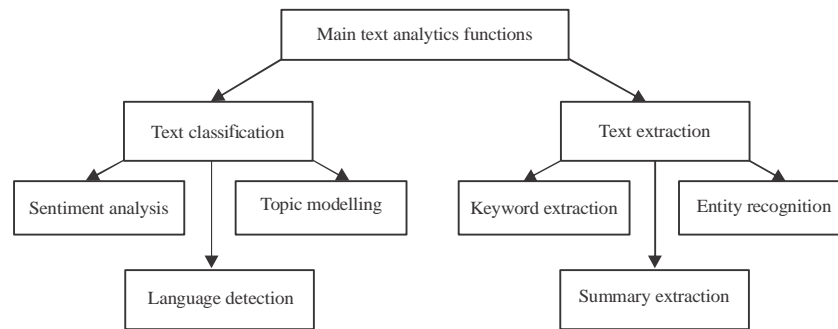 Main text analytics functions
Text classification
Text extraction
Sentiment analysis
Topic modelling
Keyword extraction
Entity recognition
Language detection
Summary extraction